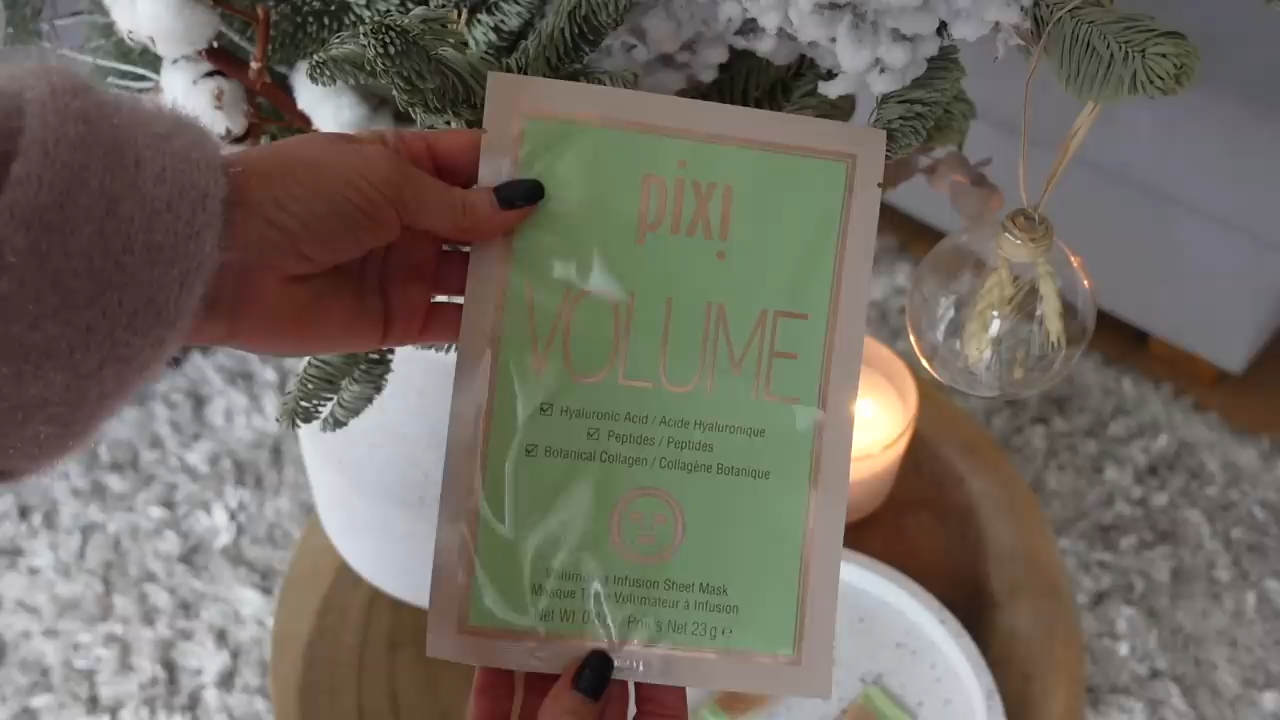 pixi
VOLUME
☑ Hyaluronic Acid / Acide Hyaluronique
☑ Peptides / Peptides
☑ Botanical Collagen / Collagène Botanique
Infusion Sheet Mask
Masque Volumateur à Infusion
Net Wt. Net 23 g ℮